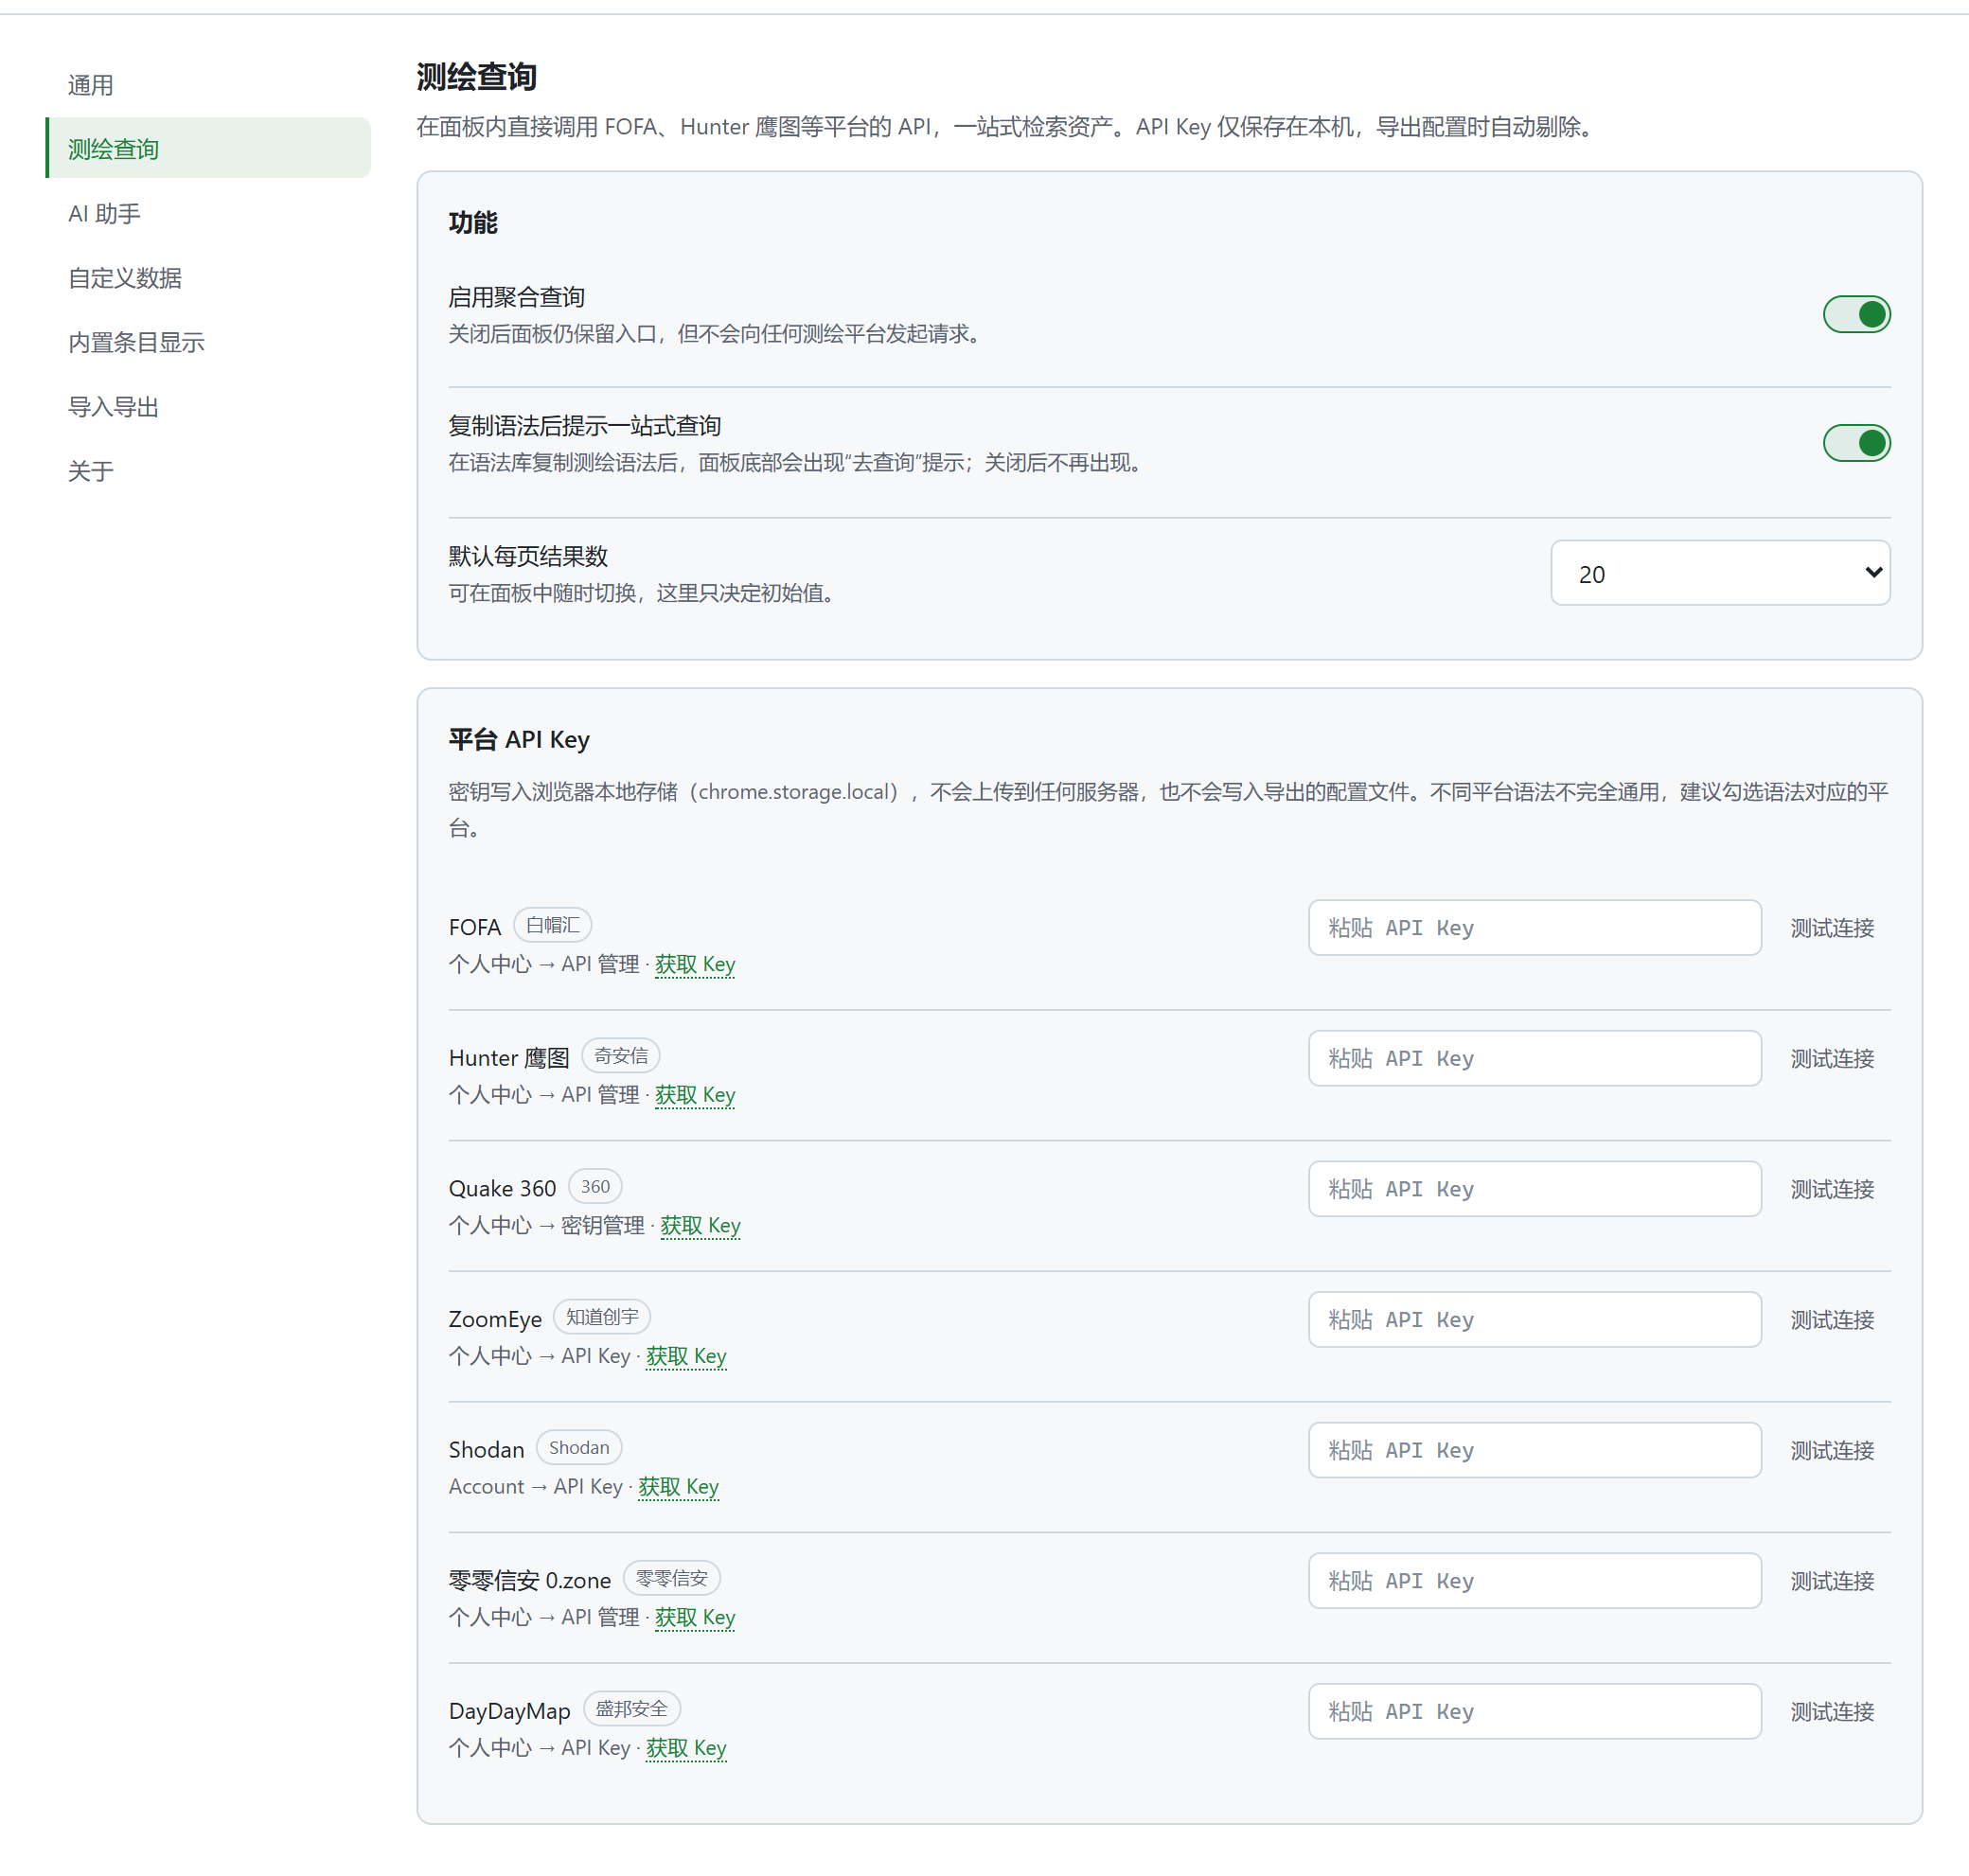 通用
测绘查询
AI 助手
自定义数据
内置条目显示
导入导出
关于
测绘查询
在面板内直接调用 FOFA、Hunter 鹰图等平台的 API，一站式检索资产。API Key 仅保存在本机，导出配置时自动剔除。
功能
启用聚合查询
关闭后面板仍保留入口，但不会向任何测绘平台发起请求。
复制语法后提示一站式查询
在语法库复制测绘语法后，面板底部会出现“去查询”提示；关闭后不再出现。
默认每页结果数
可在面板中随时切换，这里只决定初始值。
20
平台 API Key
密钥写入浏览器本地存储（chrome.storage.local），不会上传到任何服务器，也不会写入导出的配置文件。不同平台语法不完全通用，建议勾选语法对应的平
台。
FOFA 白帽汇
个人中心 → API 管理 · 获取 Key
粘贴 API Key 测试连接
Hunter 鹰图 奇安信
个人中心 → API 管理 · 获取 Key
粘贴 API Key 测试连接
Quake 360 360
个人中心 → 密钥管理 · 获取 Key
粘贴 API Key 测试连接
ZoomEye 知道创宇
个人中心 → API Key · 获取 Key
粘贴 API Key 测试连接
Shodan Shodan
Account → API Key · 获取 Key
粘贴 API Key 测试连接
零零信安 0.zone 零零信安
个人中心 → API 管理 · 获取 Key
粘贴 API Key 测试连接
DayDayMap 盛邦安全
个人中心 → API Key · 获取 Key
粘贴 API Key 测试连接